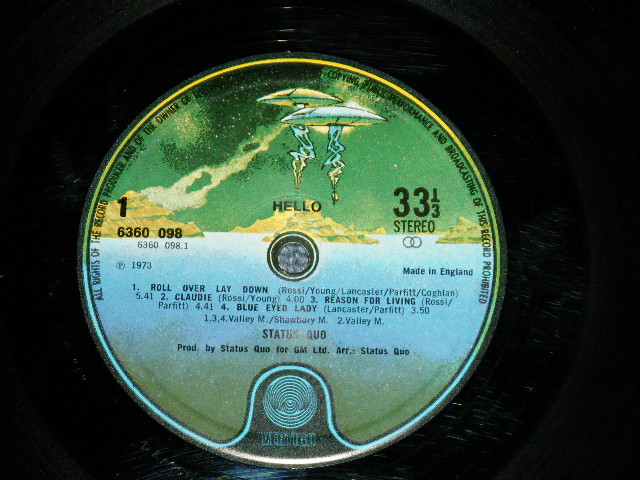 ALL RIGHTS OF THE RECORD PRODUCER AND OF THE OWNER OF
COPYING, PUBLIC PERFORMANCE AND BROADCASTING OF THIS RECORD PROHIBITED
HELLO
1
6360 098
6360 098.1
33⅓
STEREO
℗ 1973
Made in England
1. ROLL OVER LAY DOWN (Rossi/Young/Lancaster/Parfitt/Coghlan)
5.41 2. CLAUDIE (Rossi/Young) 4.00 3. REASON FOR LIVING (Rossi/
Parfitt) 4.41 4. BLUE EYED LADY (Lancaster/Parfitt) 3.50
1,3,4.Valley M./Shawbury M. 2.Valley M.
STATUS QUO
Prod. by Status Quo for GM Ltd. Arr.: Status Quo